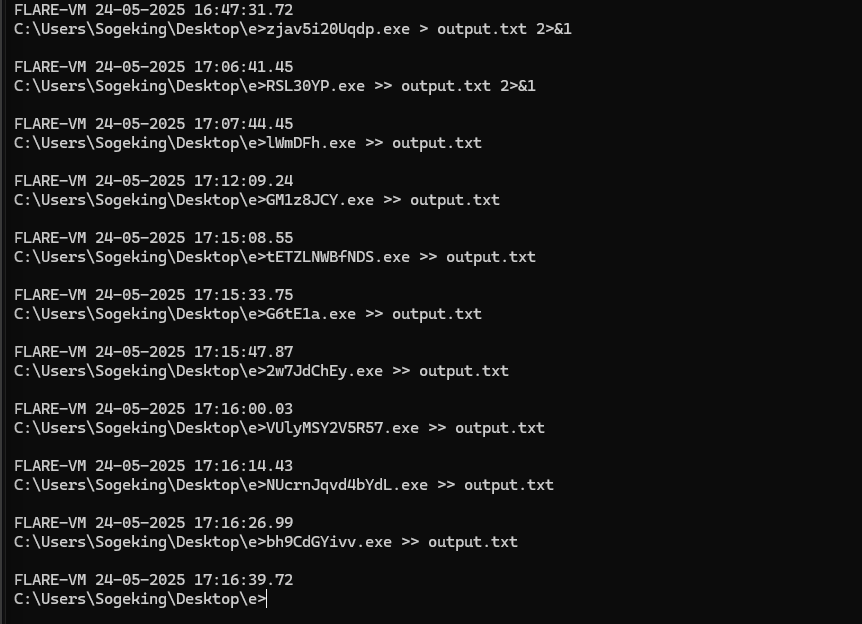 FLARE-VM 24-05-2025 16:47:31.72
C:\Users\Sogeking\Desktop\e>zjav5i20Uqdp.exe > output.txt 2>&1
FLARE-VM 24-05-2025 17:06:41.45
C:\Users\Sogeking\Desktop\e>RSL30YP.exe >> output.txt 2>&1
FLARE-VM 24-05-2025 17:07:44.45
C:\Users\Sogeking\Desktop\e>lWmDFh.exe >> output.txt
FLARE-VM 24-05-2025 17:12:09.24
C:\Users\Sogeking\Desktop\e>GM1z8JCY.exe >> output.txt
FLARE-VM 24-05-2025 17:15:08.55
C:\Users\Sogeking\Desktop\e>tETZLNWBfNDS.exe >> output.txt
FLARE-VM 24-05-2025 17:15:33.75
C:\Users\Sogeking\Desktop\e>G6tE1a.exe >> output.txt
FLARE-VM 24-05-2025 17:15:47.87
C:\Users\Sogeking\Desktop\e>2w7JdChEy.exe >> output.txt
FLARE-VM 24-05-2025 17:16:00.03
C:\Users\Sogeking\Desktop\e>VUlyMSY2V5R57.exe >> output.txt
FLARE-VM 24-05-2025 17:16:14.43
C:\Users\Sogeking\Desktop\e>NUcrnJqvd4bYdL.exe >> output.txt
FLARE-VM 24-05-2025 17:16:26.99
C:\Users\Sogeking\Desktop\e>bh9CdGYivv.exe >> output.txt
FLARE-VM 24-05-2025 17:16:39.72
C:\Users\Sogeking\Desktop\e>